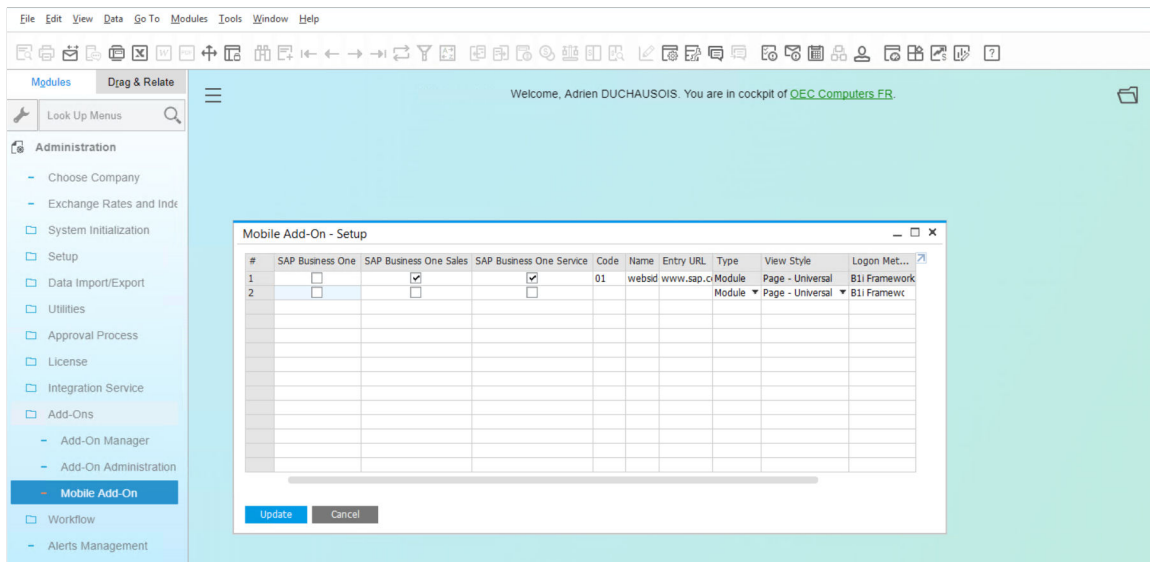 File Edit View Data Go To Modules Tools Window Help
Modules Drag & Relate
Welcome, Adrien DUCHAUSOIS. You are in cockpit of OEC Computers FR.
Look Up Menus
Administration
Choose Company
Exchange Rates and Inde
System Initialization
Setup
Data Import/Export
Utilities
Approval Process
License
Integration Service
Add-Ons
Add-On Manager
Add-On Administration
Mobile Add-On
Workflow
Alerts Management
Mobile Add-On - Setup
# SAP Business One SAP Business One Sales SAP Business One Service Code Name Entry URL Type View Style Logon Met...
1 01 websid www.sap.c Module Page - Universal B1i Framework
2 Module Page - Universal B1i Framewc
Update Cancel